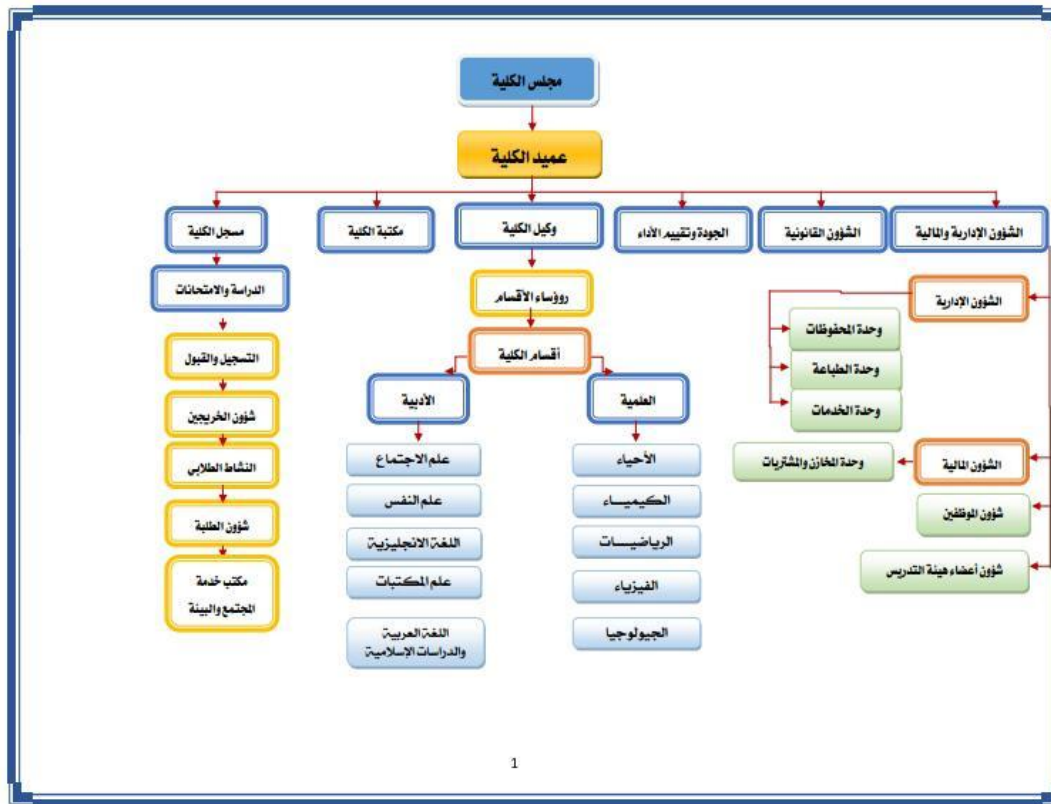 مجلس الكلية
عميد الكلية
الشؤون الإدارية والمالية
الشؤون القانونية
الجودة وتقييم الأداء
وكيل الكلية
مكتبة الكلية
مسجل الكلية
الشؤون الإدارية
وحدة المحفوظات
وحدة الطباعة
وحدة الخدمات
الشؤون المالية
وحدة المخازن والمشتريات
شؤون الموظفين
شؤون أعضاء هيئة التدريس
روؤساء الأقسام
أقسام الكلية
العلمية
الأحياء
الكيميـــاء
الرياضيـــات
الفيزياء
الجيولوجيا
الأدبية
علم الاجتماع
علم النفس
اللغة الانجليزية
علم المكتبات
اللغة العربية
والدراسات الإسلامية
الدراسة والامتحانات
التسجيل والقبول
شؤون الخريجين
النشاط الطلابي
شؤون الطلبة
مكتب خدمة
المجتمع والبيئة
1